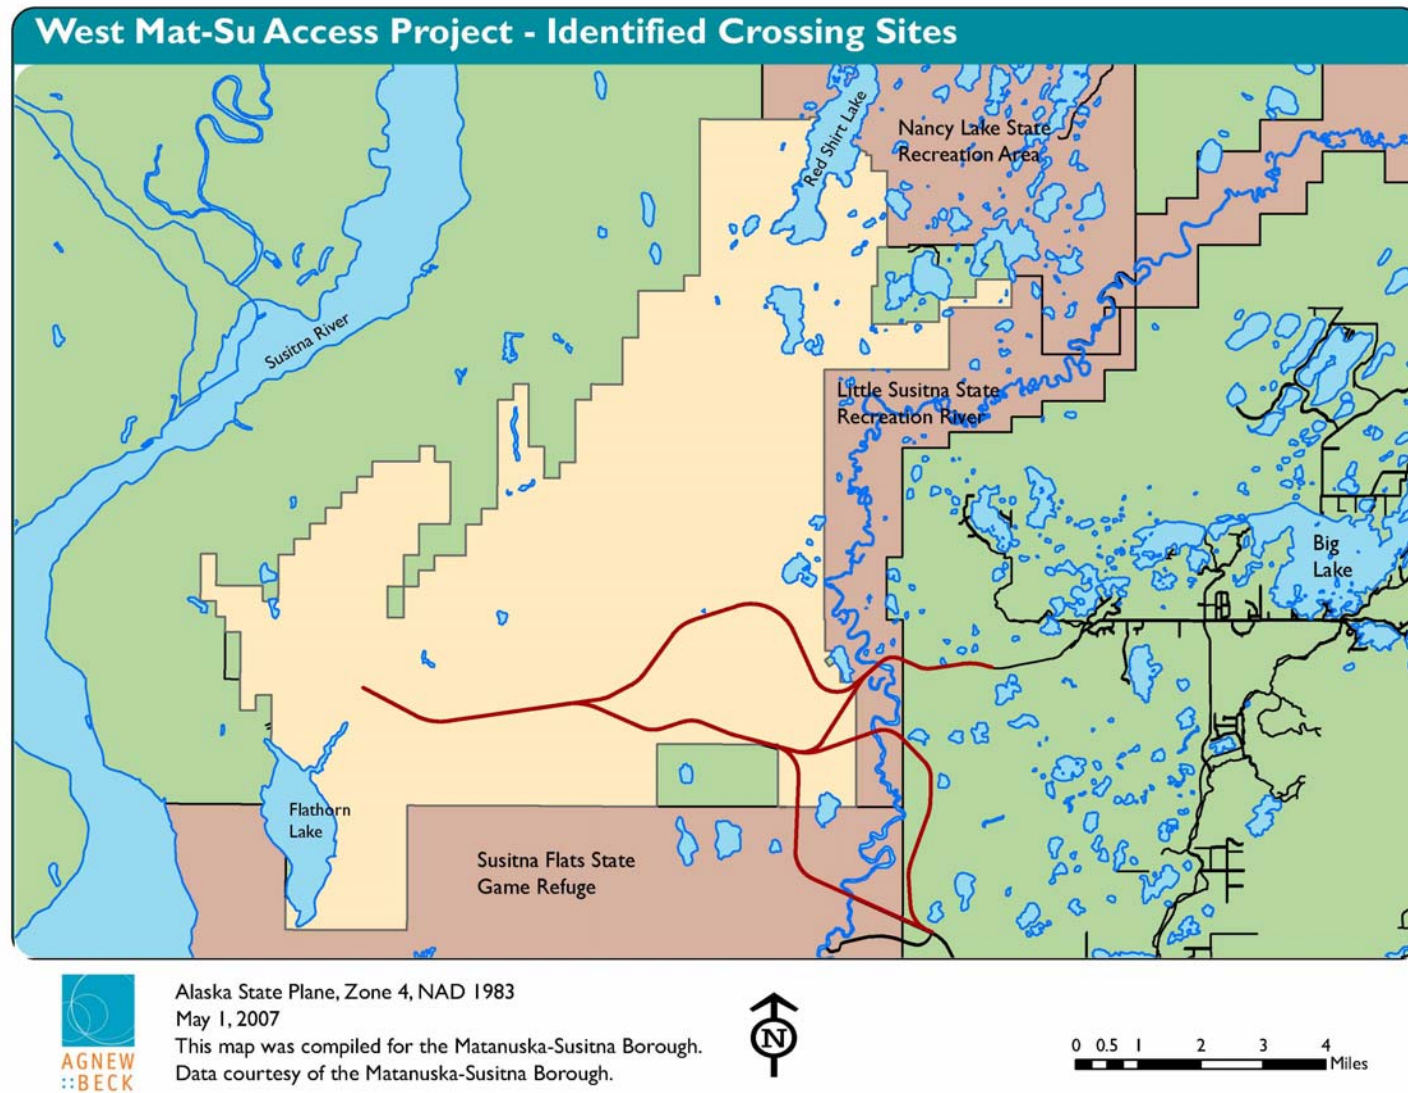 West Mat-Su Access Project - Identified Crossing Sites
Red Shirt Lake
Nancy Lake State
Recreation Area
Susitna River
Little Susitna State
Recreation River
Big
Lake
Flathorn
Lake
Susitna Flats State
Game Refuge
AGNEW
::BECK
Alaska State Plane, Zone 4, NAD 1983
May 1, 2007
This map was compiled for the Matanuska-Susitna Borough.
Data courtesy of the Matanuska-Susitna Borough.
N
0 0.5 1 2 3 4
Miles